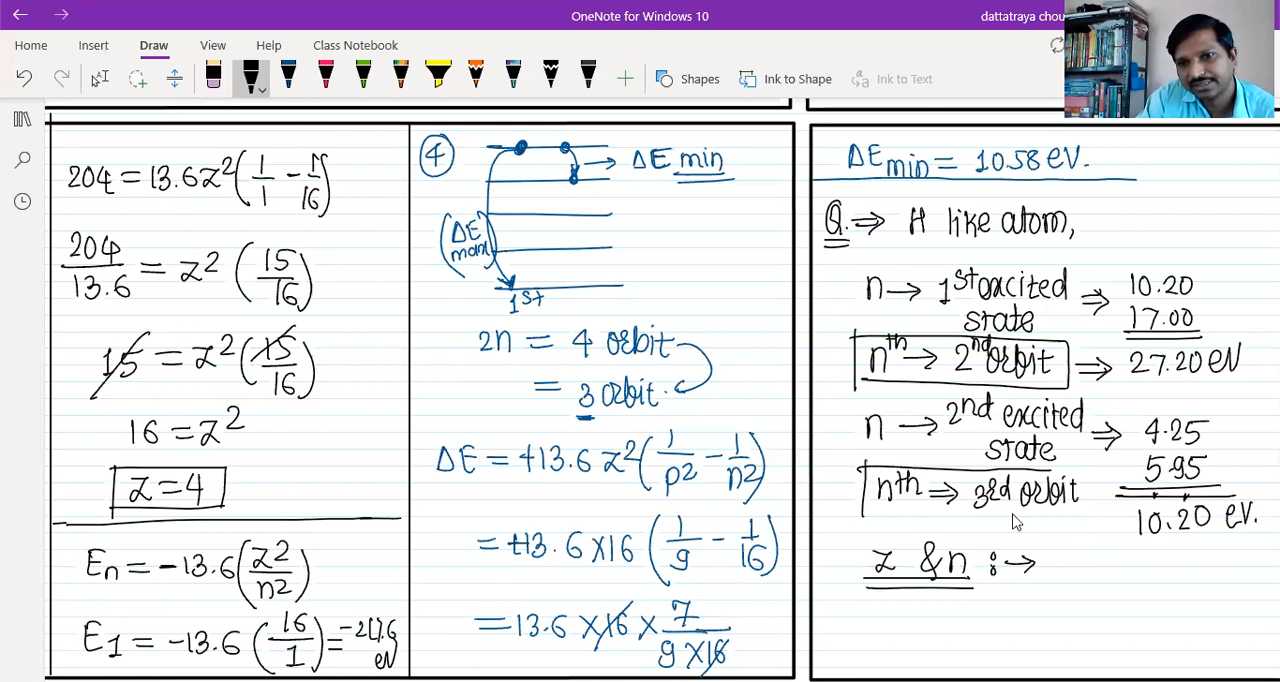 OneNote for Windows 10
dattatraya chou
Home Insert Draw View Help Class Notebook
Shapes Ink to Shape Ink to Text
204 = 13.6 z² (1/1 - 1/16)
204/13.6 = z² (15/16)
15 = z² (15/16)
16 = z²
z = 4
En = -13.6 (z²/n²)
E1 = -13.6 (16/1) = -217.6 eV
④
ΔE min
(ΔE max)
1st
2n = 4 orbit
= 3 orbit.
ΔE = +13.6 z² (1/p² - 1/n²)
= +13.6 × 16 (1/9 - 1/16)
= 13.6 × 16 × 7/9×16
ΔE min = 10.58 eV.
Q. ⇒ H like atom,
n → 1st excited state ⇒ 10.20
17.00
nth → 2nd orbit ⇒ 27.20 eV
n → 2nd excited state ⇒ 4.25
5.95
nth ⇒ 3rd orbit
10.20 eV.
z & n :→